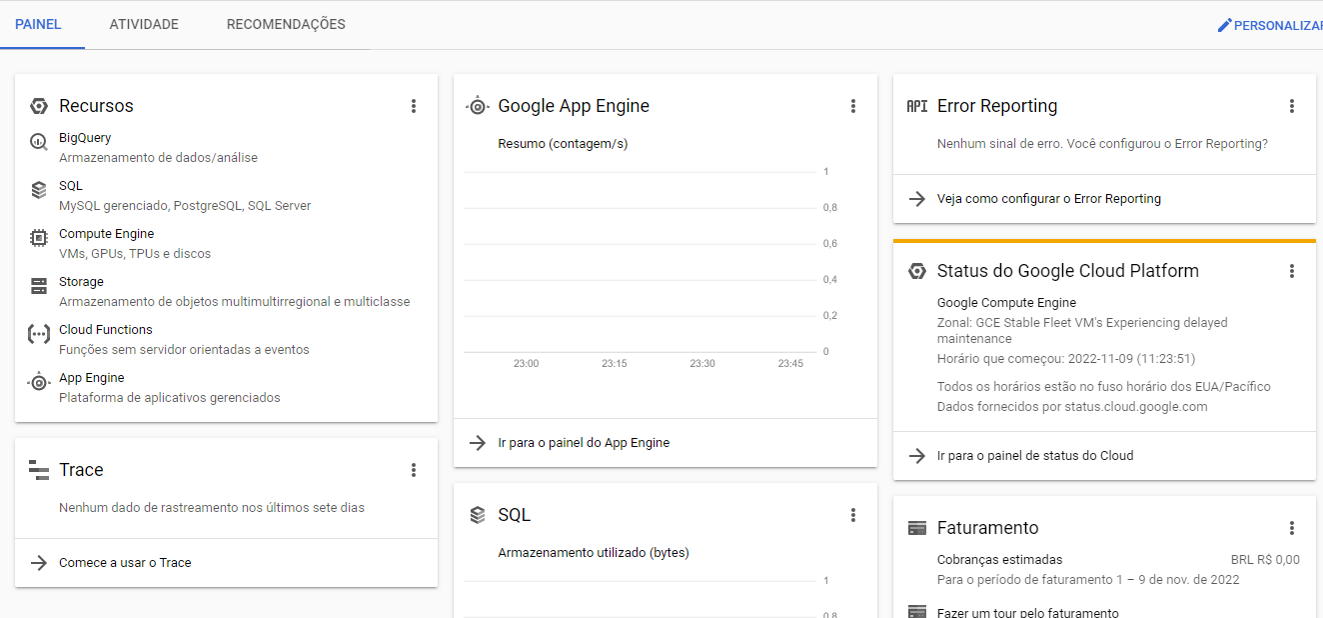 PAINEL
ATIVIDADE
RECOMENDAÇÕES
PERSONALIZAR
Recursos
BigQuery
Armazenamento de dados/análise
SQL
MySQL gerenciado, PostgreSQL, SQL Server
Compute Engine
VMs, GPUs, TPUs e discos
Storage
Armazenamento de objetos multimultirregional e multiclasse
Cloud Functions
Funções sem servidor orientadas a eventos
App Engine
Plataforma de aplicativos gerenciados
Trace
Nenhum dado de rastreamento nos últimos sete dias
Comece a usar o Trace
Google App Engine
Resumo (contagem/s)
1
0,8
0,6
0,4
0,2
0
23:00 23:15 23:30 23:45
Ir para o painel do App Engine
SQL
Armazenamento utilizado (bytes)
1
0,8
API Error Reporting
Nenhum sinal de erro. Você configurou o Error Reporting?
Veja como configurar o Error Reporting
Status do Google Cloud Platform
Google Compute Engine
Zonal: GCE Stable Fleet VM's Experiencing delayed
maintenance
Horário que começou: 2022-11-09 (11:23:51)
Todos os horários estão no fuso horário dos EUA/Pacífico
Dados fornecidos por status.cloud.google.com
Ir para o painel de status do Cloud
Faturamento
Cobranças estimadas BRL R$ 0,00
Para o período de faturamento 1 – 9 de nov. de 2022
Fazer um tour pelo faturamento